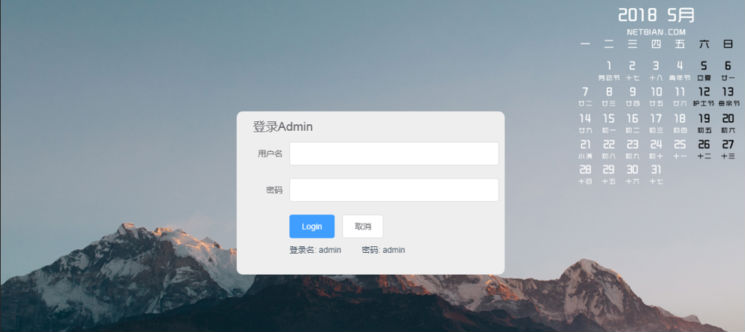 2018 5月
NETBIAN.COM
一 二 三 四 五 六 日
1 2 3 4 5 6
劳动节 十七 十八 青年节 立夏 廿一
7 8 9 10 11 12 13
廿二 廿三 廿四 廿五 廿六 护士节 母亲节
14 15 16 17 18 19 20
廿九 初一 初二 初三 初四 初五 初六
21 22 23 24 25 26 27
小满 初八 初九 初十 十一 十二 十三
28 29 30 31
十四 十五 十六 十七
登录Admin
用户名
密码
Login 取消
登录名: admin 密码: admin